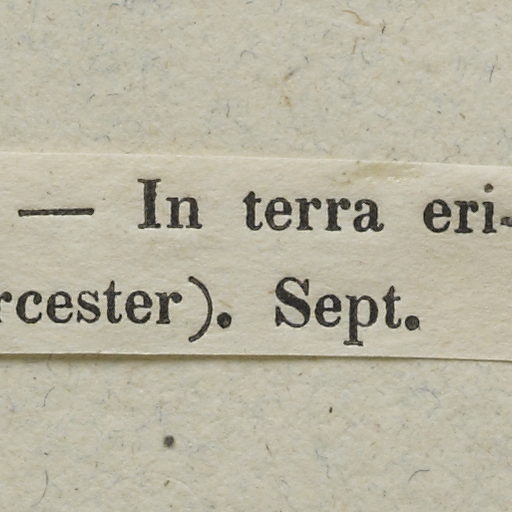 — In terra eri-
rcester). Sept.